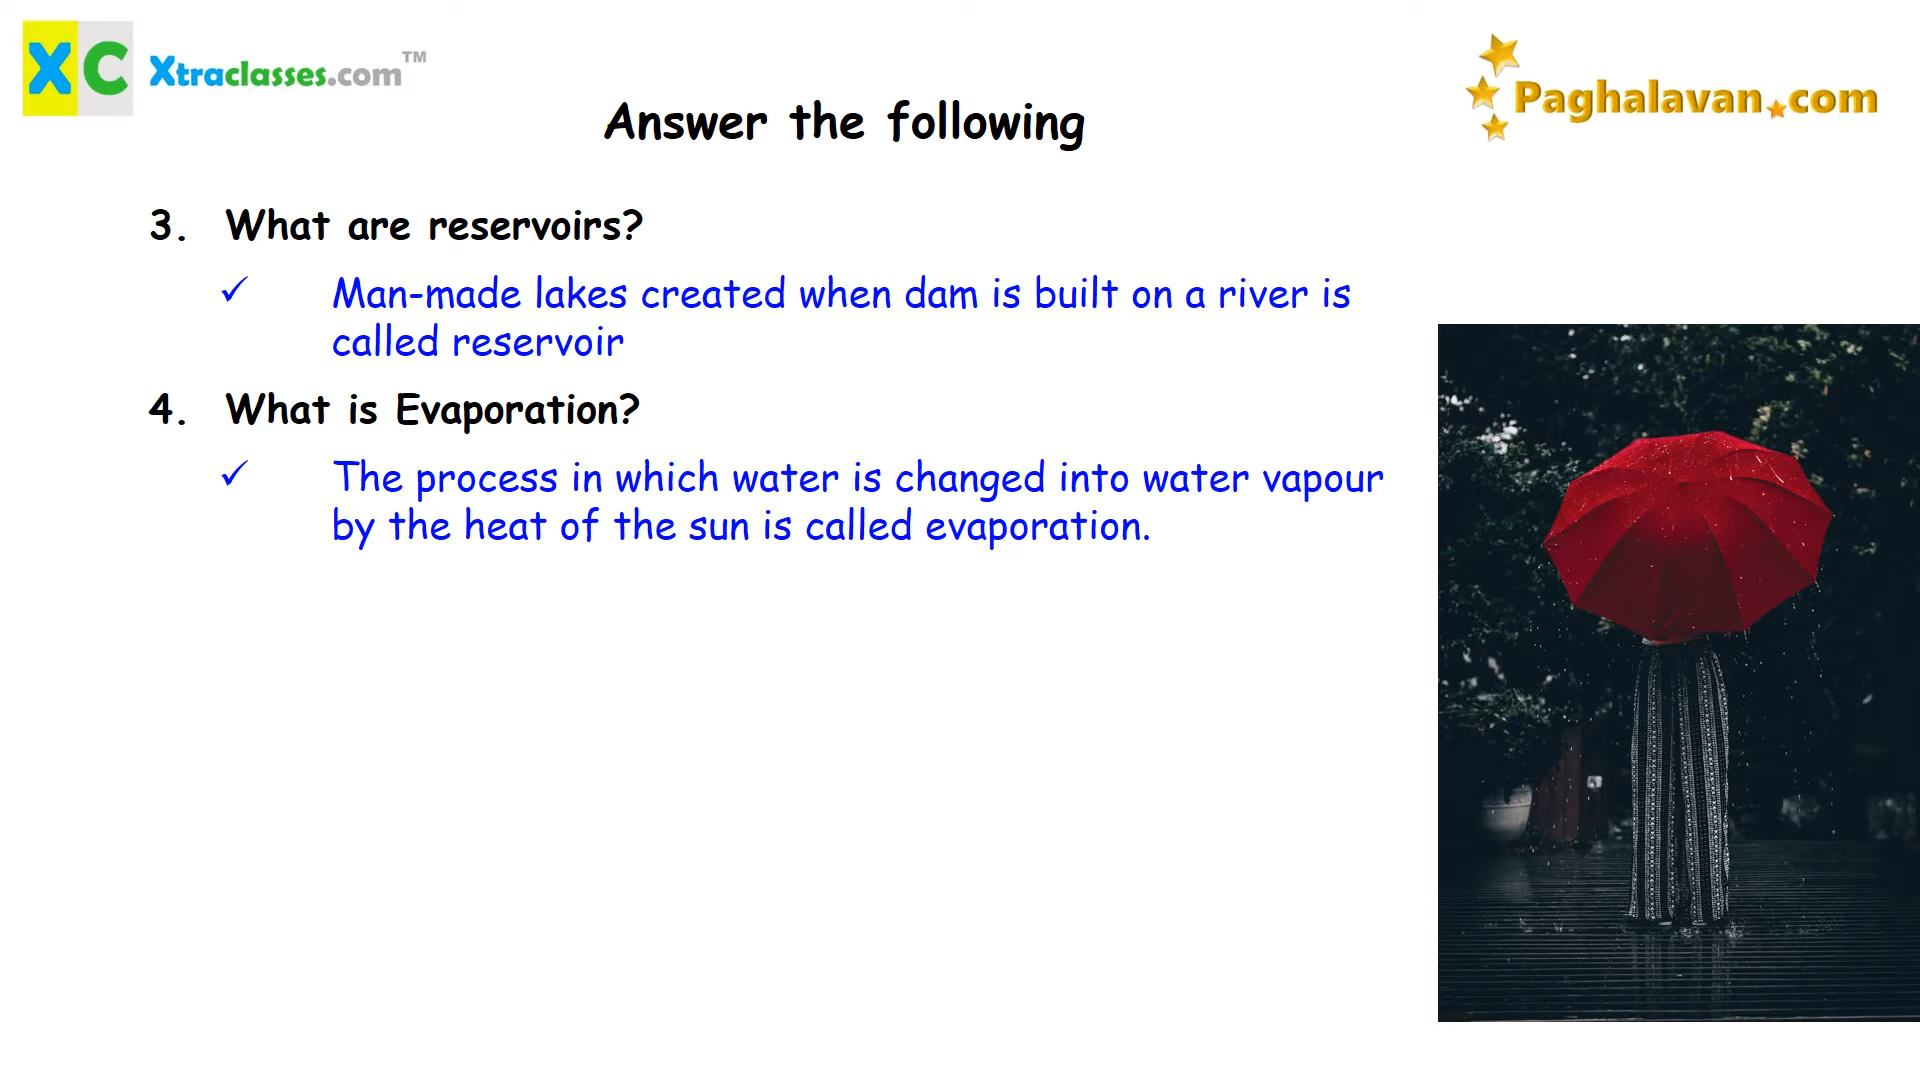 XC Xtraclasses.com™
Paghalavan.com
Answer the following
3. What are reservoirs?
✓ Man-made lakes created when dam is built on a river is
called reservoir
4. What is Evaporation?
✓ The process in which water is changed into water vapour
by the heat of the sun is called evaporation.